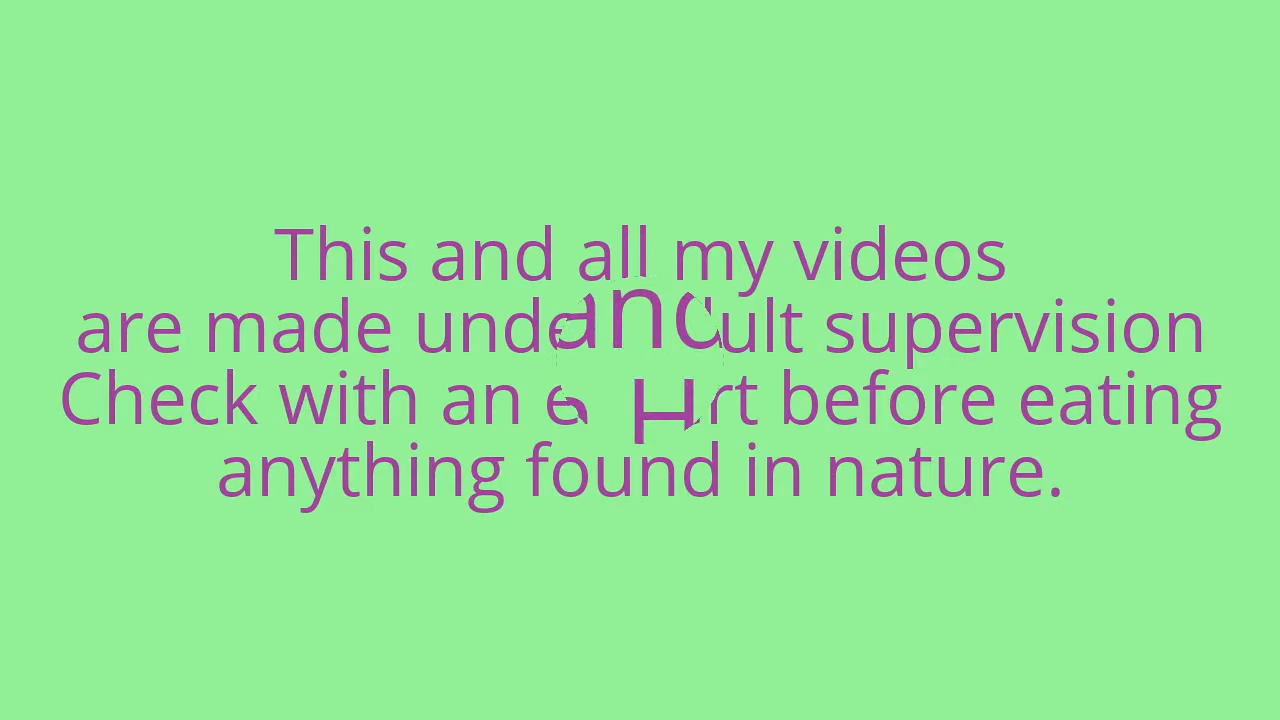 This and all my videos
are made ult supervision
Check with an rt before eating
anything found in nature.
and